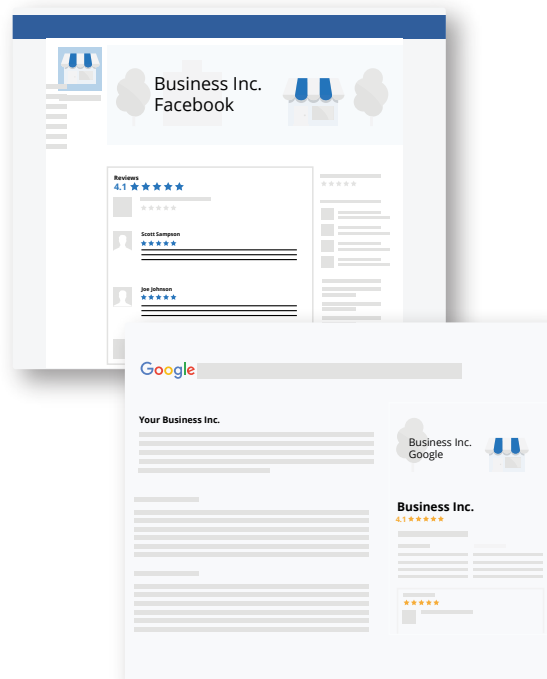 Business Inc.
Facebook
Reviews
4.1
Scott Sampson
Joe Johnson
Google
Your Business Inc.
Business Inc.
Google
Business Inc.
4.1